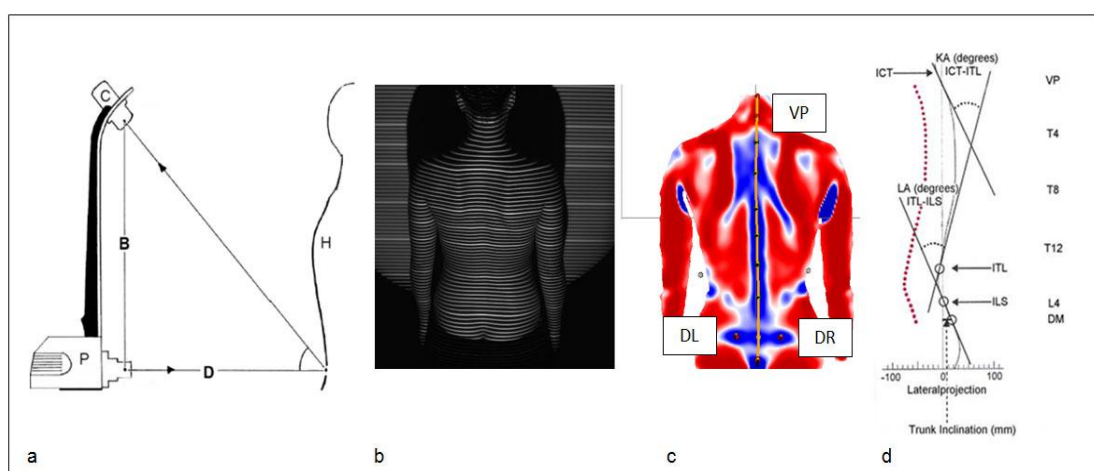 C
B
H
P
D
a
b
VP
DL
DR
c
KA (degrees)
ICT
ICT-ITL
VP
T4
T8
LA (degrees)
ITL-ILS
T12
ITL
ILS
L4
DM
-100 0 100
Lateralprojection
Trunk Inclination (mm)
d